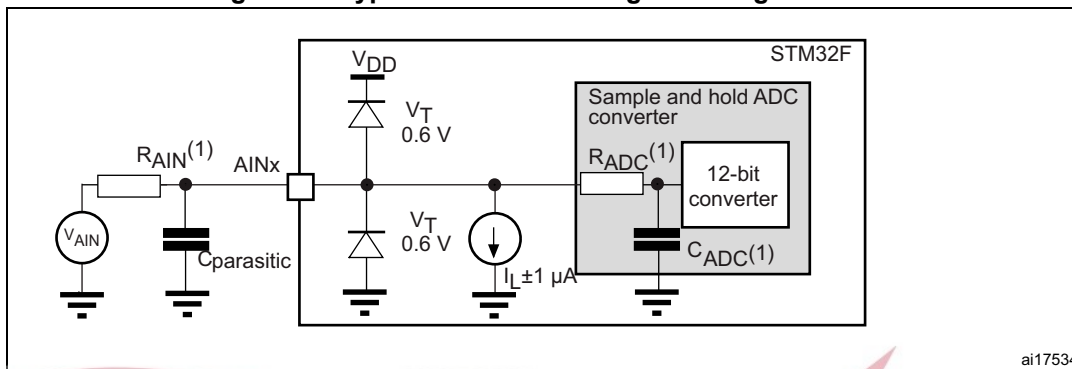 STM32F
VDD
VT
0.6 V
Sample and hold ADC
converter
RAIN(1)
AINx
RADC(1)
12-bit
converter
VAIN
Cparasitic
VT
0.6 V
IL±1 µA
CADC(1)
ai17534